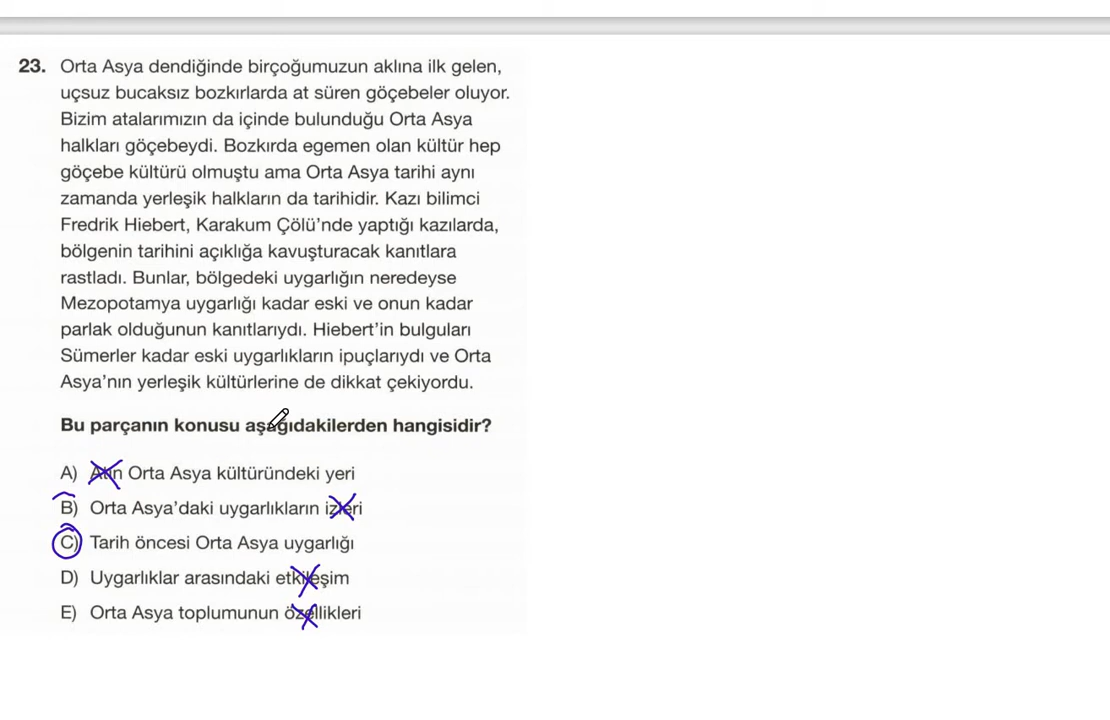 23. Orta Asya dendiğinde birçoğumuzun aklına ilk gelen,
uçsuz bucaksız bozkırlarda at süren göçebeler oluyor.
Bizim atalarımızın da içinde bulunduğu Orta Asya
halkları göçebeydi. Bozkırda egemen olan kültür hep
göçebe kültürü olmuştu ama Orta Asya tarihi aynı
zamanda yerleşik halkların da tarihidir. Kazı bilimci
Fredrik Hiebert, Karakum Çölü’nde yaptığı kazılarda,
bölgenin tarihini açıklığa kavuşturacak kanıtlara
rastladı. Bunlar, bölgedeki uygarlığın neredeyse
Mezopotamya uygarlığı kadar eski ve onun kadar
parlak olduğunun kanıtlarıydı. Hiebert’in bulguları
Sümerler kadar eski uygarlıkların ipuçlarıydı ve Orta
Asya’nın yerleşik kültürlerine de dikkat çekiyordu.
Bu parçanın konusu aşağıdakilerden hangisidir?
A) Atın Orta Asya kültüründeki yeri
B) Orta Asya’daki uygarlıkların izleri
C) Tarih öncesi Orta Asya uygarlığı
D) Uygarlıklar arasındaki etkileşim
E) Orta Asya toplumunun özellikleri